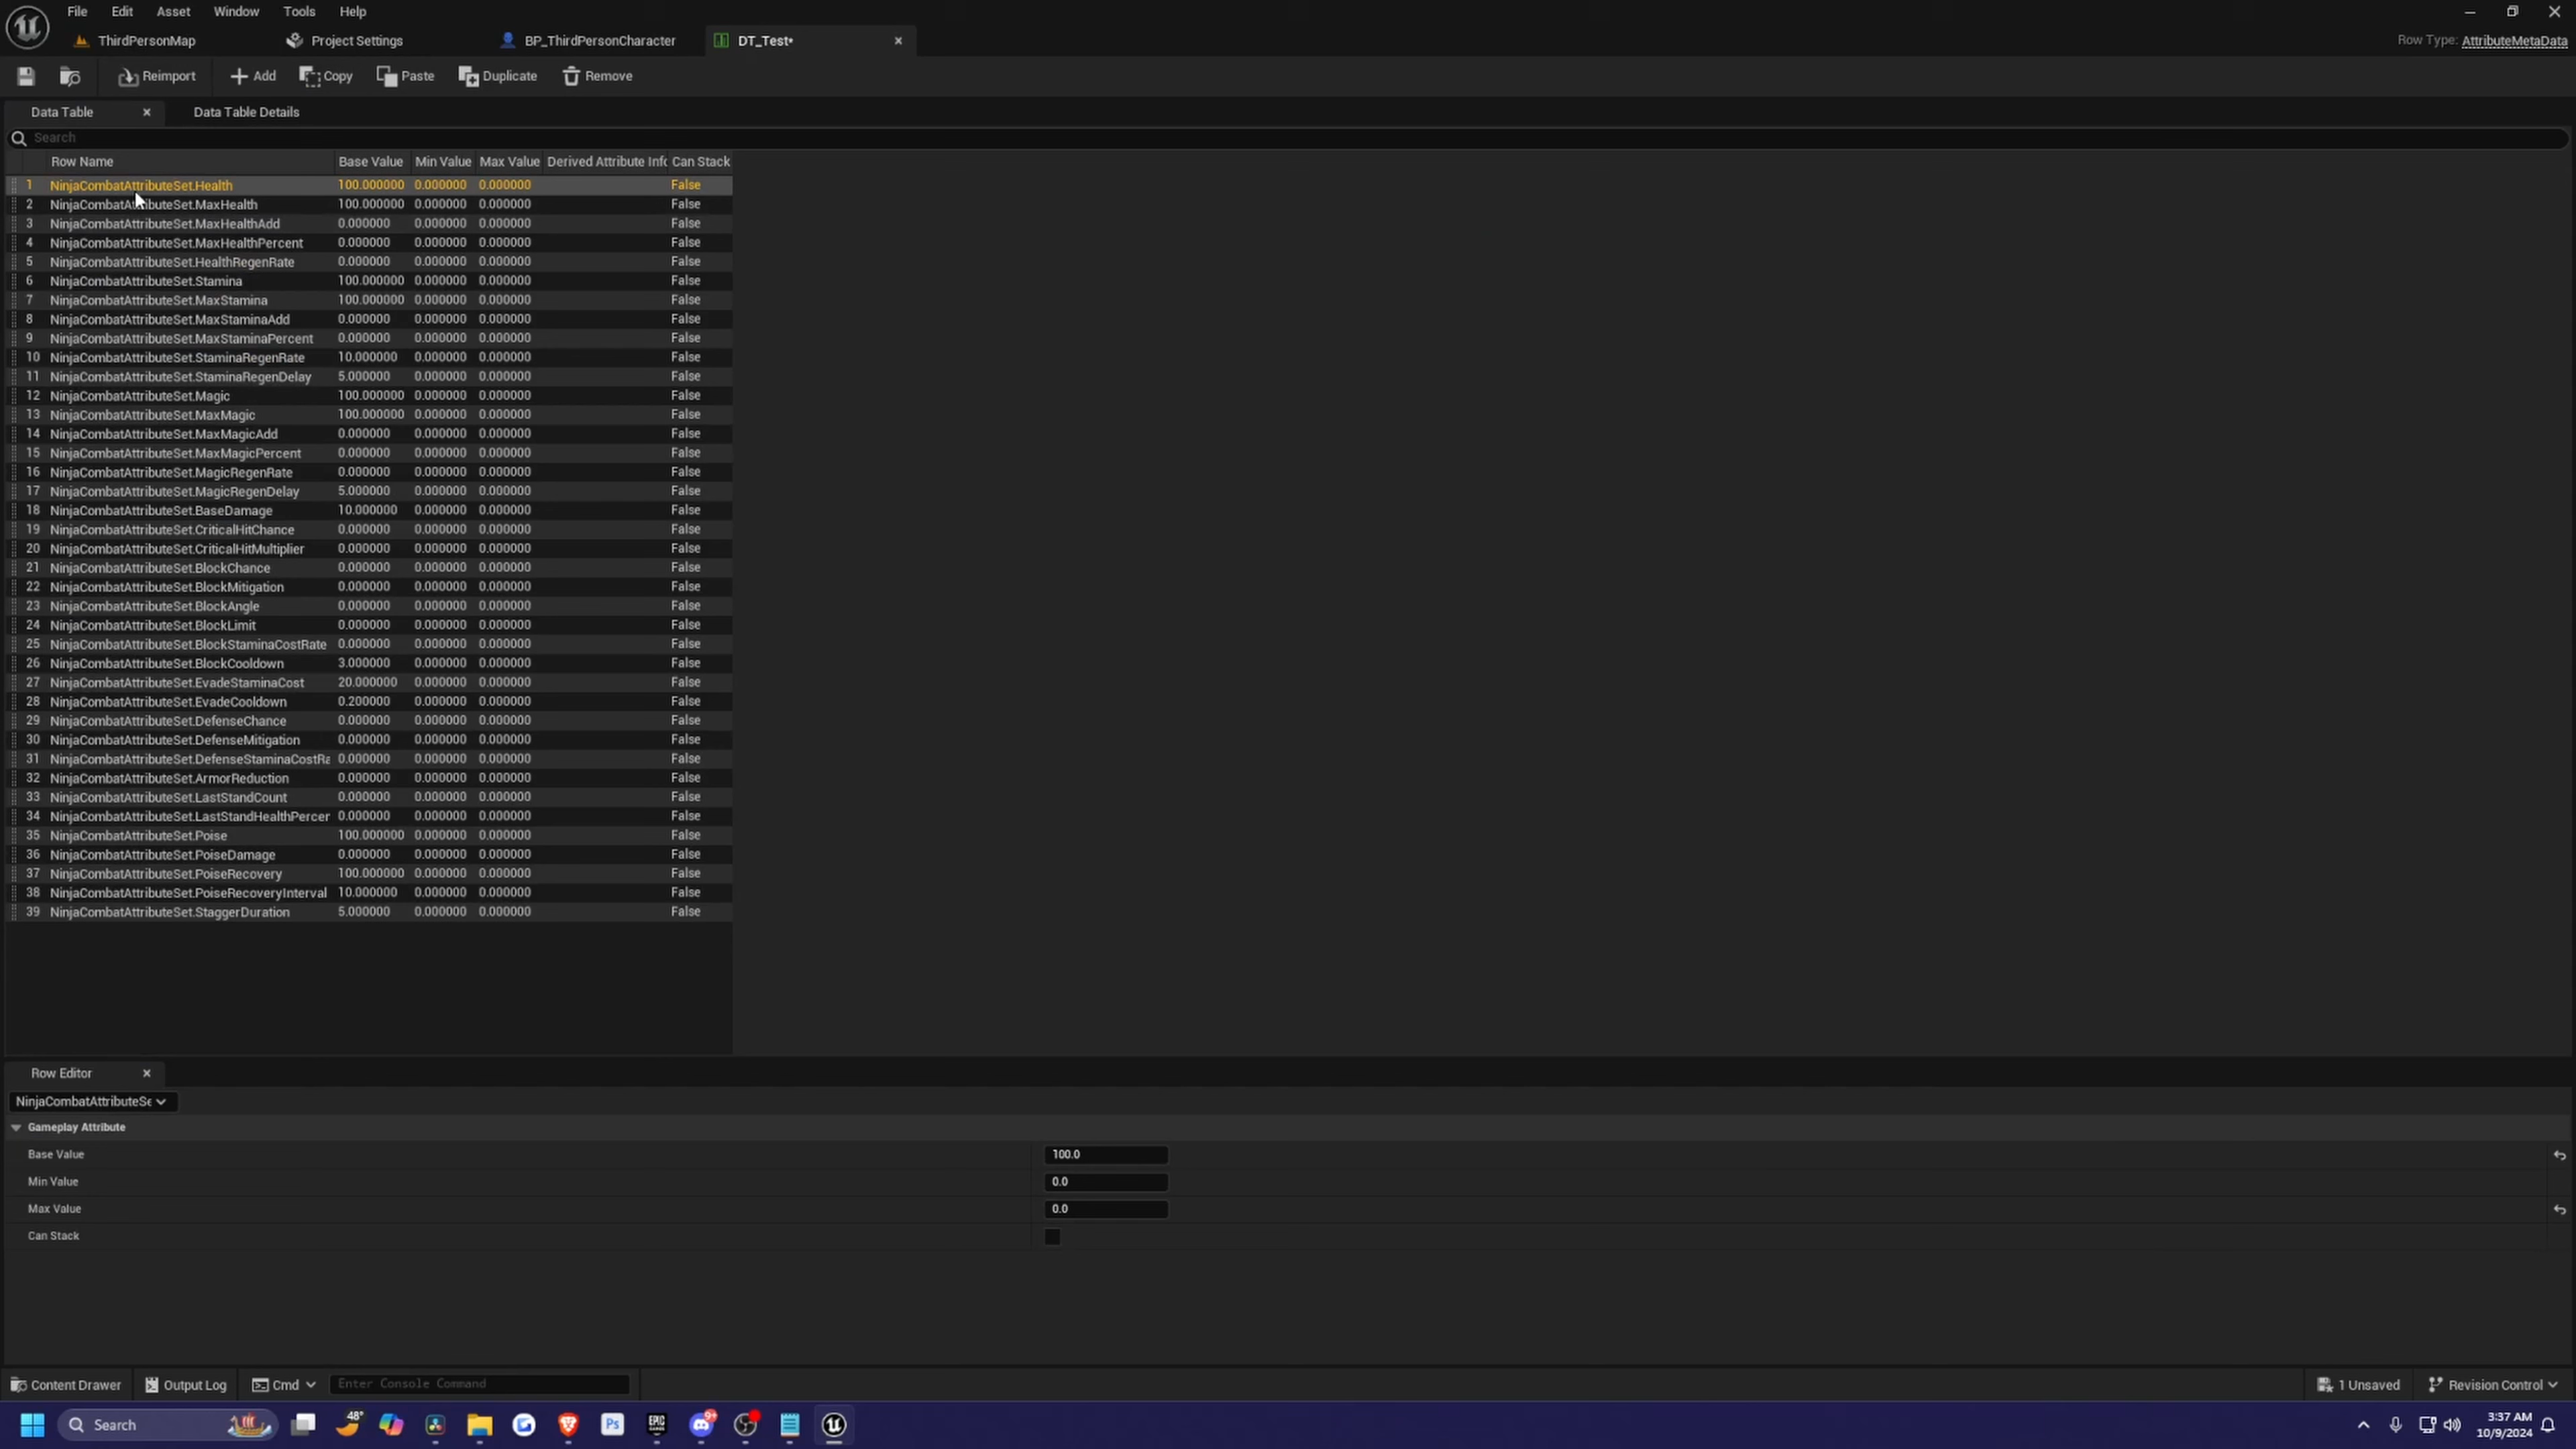 File Edit Asset Window Tools Help
ThirdPersonMap Project Settings BP_ThirdPersonCharacter DT_Test*
Row Type: AttributeMetaData
Reimport Add Copy Paste Duplicate Remove
Data Table Data Table Details
Search
Row Name Base Value Min Value Max Value Derived Attribute Info Can Stack
1 NinjaCombatAttributeSet.Health 100.000000 0.000000 0.000000 False
2 NinjaCombatAttributeSet.MaxHealth 100.000000 0.000000 0.000000 False
3 NinjaCombatAttributeSet.MaxHealthAdd 0.000000 0.000000 0.000000 False
4 NinjaCombatAttributeSet.MaxHealthPercent 0.000000 0.000000 0.000000 False
5 NinjaCombatAttributeSet.HealthRegenRate 0.000000 0.000000 0.000000 False
6 NinjaCombatAttributeSet.Stamina 100.000000 0.000000 0.000000 False
7 NinjaCombatAttributeSet.MaxStamina 100.000000 0.000000 0.000000 False
8 NinjaCombatAttributeSet.MaxStaminaAdd 0.000000 0.000000 0.000000 False
9 NinjaCombatAttributeSet.MaxStaminaPercent 0.000000 0.000000 0.000000 False
10 NinjaCombatAttributeSet.StaminaRegenRate 10.000000 0.000000 0.000000 False
11 NinjaCombatAttributeSet.StaminaRegenDelay 5.000000 0.000000 0.000000 False
12 NinjaCombatAttributeSet.Magic 100.000000 0.000000 0.000000 False
13 NinjaCombatAttributeSet.MaxMagic 100.000000 0.000000 0.000000 False
14 NinjaCombatAttributeSet.MaxMagicAdd 0.000000 0.000000 0.000000 False
15 NinjaCombatAttributeSet.MaxMagicPercent 0.000000 0.000000 0.000000 False
16 NinjaCombatAttributeSet.MagicRegenRate 0.000000 0.000000 0.000000 False
17 NinjaCombatAttributeSet.MagicRegenDelay 5.000000 0.000000 0.000000 False
18 NinjaCombatAttributeSet.BaseDamage 10.000000 0.000000 0.000000 False
19 NinjaCombatAttributeSet.CriticalHitChance 0.000000 0.000000 0.000000 False
20 NinjaCombatAttributeSet.CriticalHitMultiplier 0.000000 0.000000 0.000000 False
21 NinjaCombatAttributeSet.BlockChance 0.000000 0.000000 0.000000 False
22 NinjaCombatAttributeSet.BlockMitigation 0.000000 0.000000 0.000000 False
23 NinjaCombatAttributeSet.BlockAngle 0.000000 0.000000 0.000000 False
24 NinjaCombatAttributeSet.BlockLimit 0.000000 0.000000 0.000000 False
25 NinjaCombatAttributeSet.BlockStaminaCostRate 0.000000 0.000000 0.000000 False
26 NinjaCombatAttributeSet.BlockCooldown 3.000000 0.000000 0.000000 False
27 NinjaCombatAttributeSet.EvadeStaminaCost 20.000000 0.000000 0.000000 False
28 NinjaCombatAttributeSet.EvadeCooldown 0.200000 0.000000 0.000000 False
29 NinjaCombatAttributeSet.DefenseChance 0.000000 0.000000 0.000000 False
30 NinjaCombatAttributeSet.DefenseMitigation 0.000000 0.000000 0.000000 False
31 NinjaCombatAttributeSet.DefenseStaminaCostRa 0.000000 0.000000 0.000000 False
32 NinjaCombatAttributeSet.ArmorReduction 0.000000 0.000000 0.000000 False
33 NinjaCombatAttributeSet.LastStandCount 0.000000 0.000000 0.000000 False
34 NinjaCombatAttributeSet.LastStandHealthPercer 0.000000 0.000000 0.000000 False
35 NinjaCombatAttributeSet.Poise 100.000000 0.000000 0.000000 False
36 NinjaCombatAttributeSet.PoiseDamage 0.000000 0.000000 0.000000 False
37 NinjaCombatAttributeSet.PoiseRecovery 100.000000 0.000000 0.000000 False
38 NinjaCombatAttributeSet.PoiseRecoveryInterval 10.000000 0.000000 0.000000 False
39 NinjaCombatAttributeSet.StaggerDuration 5.000000 0.000000 0.000000 False
Row Editor
NinjaCombatAttributeSe
Gameplay Attribute
Base Value 100.0
Min Value 0.0
Max Value 0.0
Can Stack
Content Drawer Output Log Cmd Enter Console Command 1 Unsaved Revision Control
Search 48° Ps EPIC GAMES 9+
3:37 AM
10/9/2024